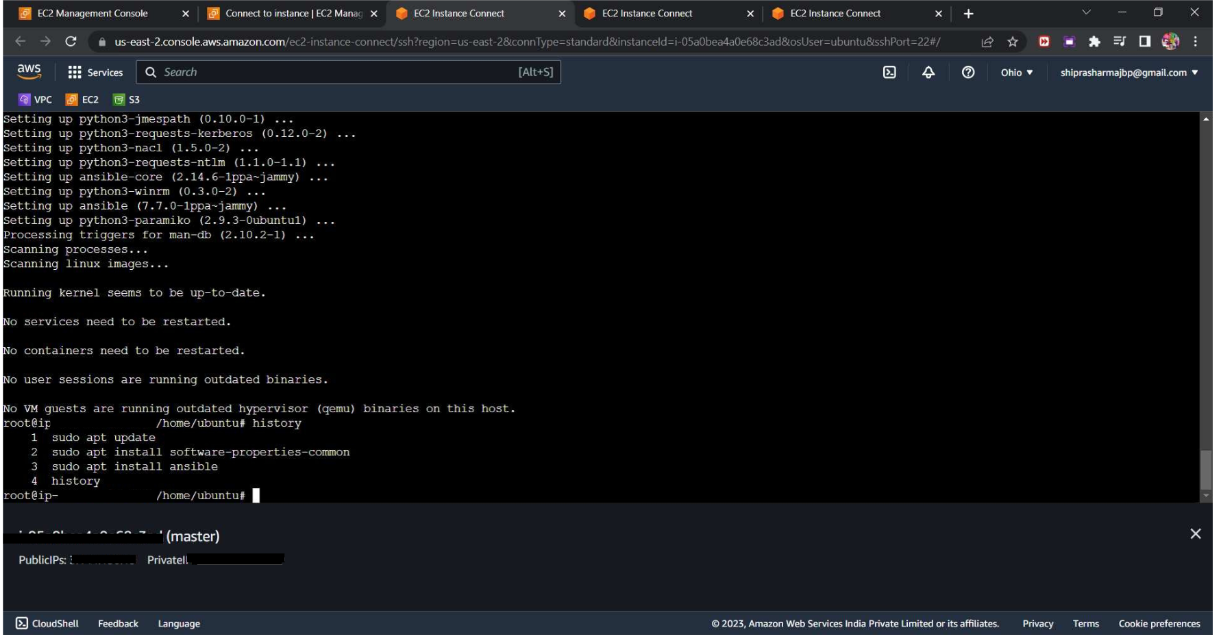 EC2 Management Console
Connect to instance | EC2 Manag
EC2 Instance Connect
EC2 Instance Connect
EC2 Instance Connect
us-east-2.console.aws.amazon.com/ec2-instance-connect/ssh?region=us-east-2&connType=standard&instanceId=i-05a0bea4a0e68c3ad&osUser=ubuntu&sshPort=22#/
aws Services Search [Alt+S] Ohio shiprasharmajbp@gmail.com
VPC EC2 S3
Setting up python3-jmespath (0.10.0-1) ...
Setting up python3-requests-kerberos (0.12.0-2) ...
Setting up python3-nacl (1.5.0-2) ...
Setting up python3-requests-ntlm (1.1.0-1.1) ...
Setting up ansible-core (2.14.6-1ppa~jammy) ...
Setting up python3-winrm (0.3.0-2) ...
Setting up ansible (7.7.0-1ppa~jammy) ...
Setting up python3-paramiko (2.9.3-0ubuntu1) ...
Processing triggers for man-db (2.10.2-1) ...
Scanning processes...
Scanning linux images...
Running kernel seems to be up-to-date.
No services need to be restarted.
No containers need to be restarted.
No user sessions are running outdated binaries.
No VM guests are running outdated hypervisor (qemu) binaries on this host.
root@ip /home/ubuntu# history
1 sudo apt update
2 sudo apt install software-properties-common
3 sudo apt install ansible
4 history
root@ip- /home/ubuntu#
(master)
PublicIPs: PrivateI
CloudShell Feedback Language © 2023, Amazon Web Services India Private Limited or its affiliates. Privacy Terms Cookie preferences